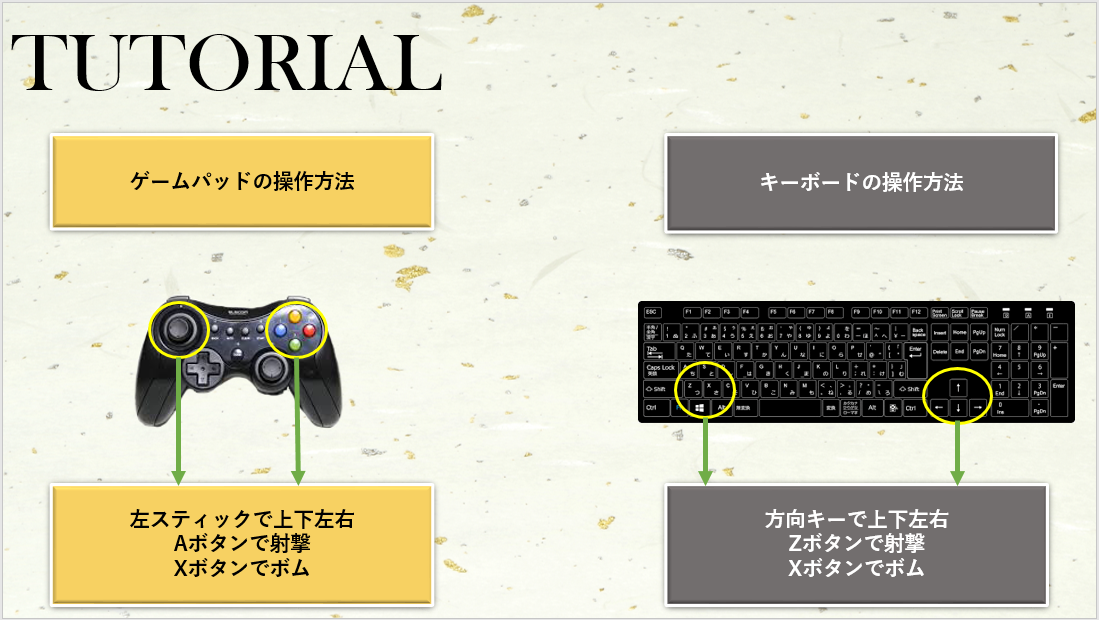 TUTORIAL
ゲームパッドの操作方法
キーボードの操作方法
左スティックで上下左右
Aボタンで射撃
Xボタンでボム
方向キーで上下左右
Zボタンで射撃
Xボタンでボム